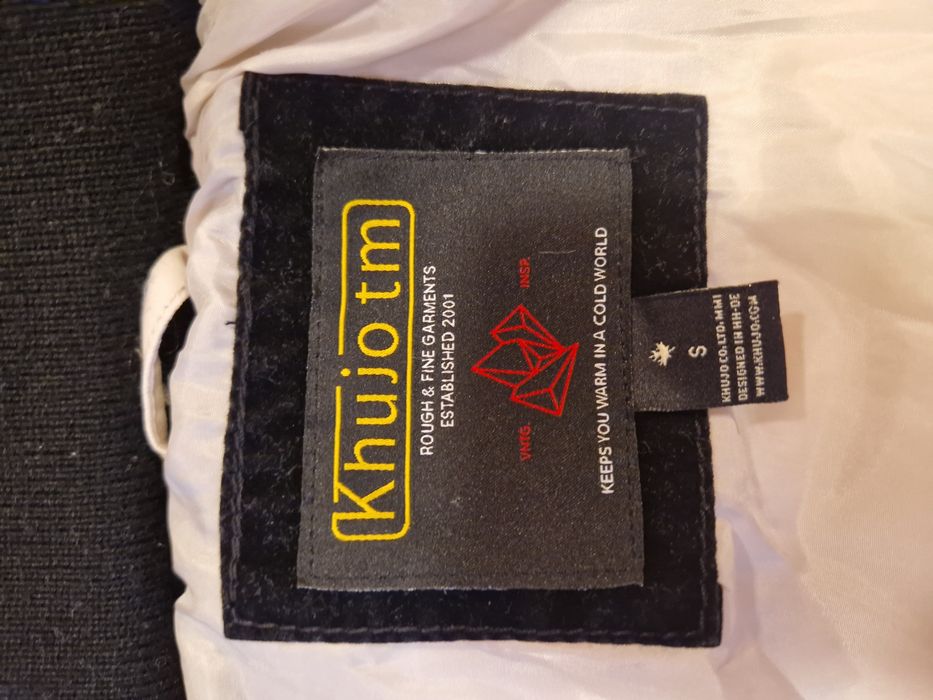 Khujo tm
ROUGH & FINE GARMENTS
ESTABLISHED 2001
VNTG. INSP.
KEEPS YOU WARM IN A COLD WORLD
S
KHUJO CO. LTD. MMI
DESIGNED IN HH-DE
WWW.KHUJO.COM